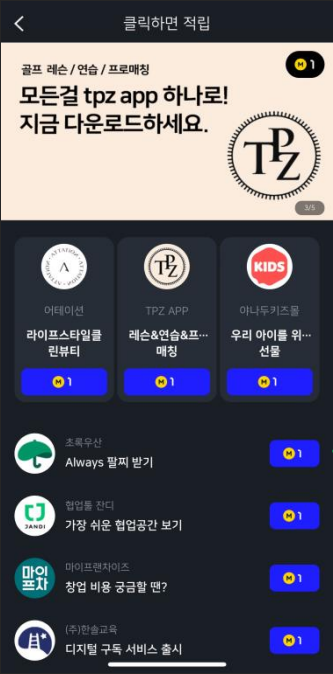 클릭하면 적립
M 1
골프 레슨 / 연습 / 프로매칭
모든걸 tpz app 하나로!
지금 다운로드하세요.
TPZ
3/5
ATTATION
TPZ
KIDS
어테이션
TPZ APP
야나두키즈몰
라이프스타일클
린뷰티
레슨&연습&프…
매칭
우리 아이를 위…
선물
M 1
M 1
M 1
초록우산
Always 팔찌 받기
M 1
JANDI
협업툴 잔디
가장 쉬운 협업공간 보기
M 1
마이
프차
마이프랜차이즈
창업 비용 궁금할 땐?
M 1
(주)한솔교육
디지털 구독 서비스 출시
M 1